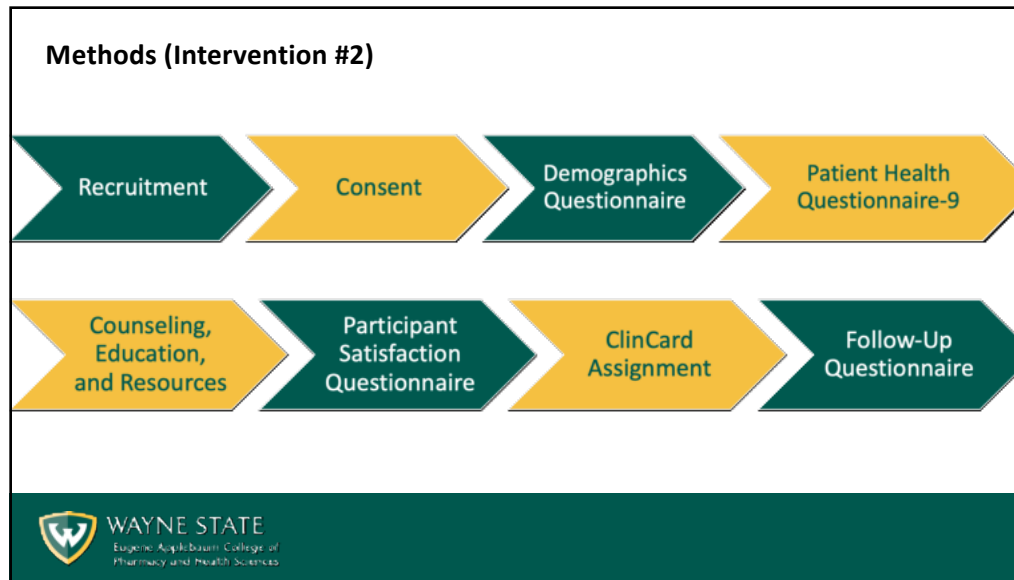 Methods (Intervention #2)
Recruitment
Consent
Demographics
Questionnaire
Patient Health
Questionnaire-9
Counseling,
Education,
and Resources
Participant
Satisfaction
Questionnaire
ClinCard
Assignment
Follow-Up
Questionnaire
WAYNE STATE
Eugene Applebaum College of
Pharmacy and Health Sciences